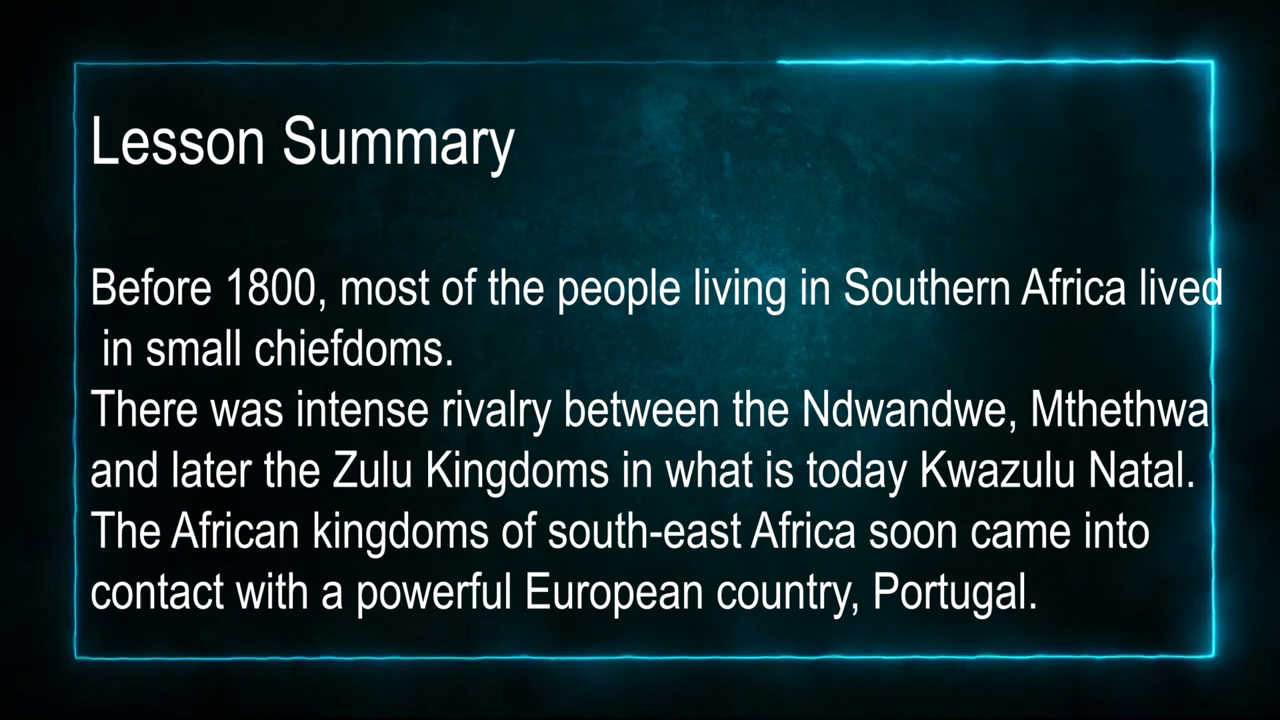 Lesson Summary
Before 1800, most of the people living in Southern Africa lived
in small chiefdoms.
There was intense rivalry between the Ndwandwe, Mthethwa
and later the Zulu Kingdoms in what is today Kwazulu Natal.
The African kingdoms of south-east Africa soon came into
contact with a powerful European country, Portugal.